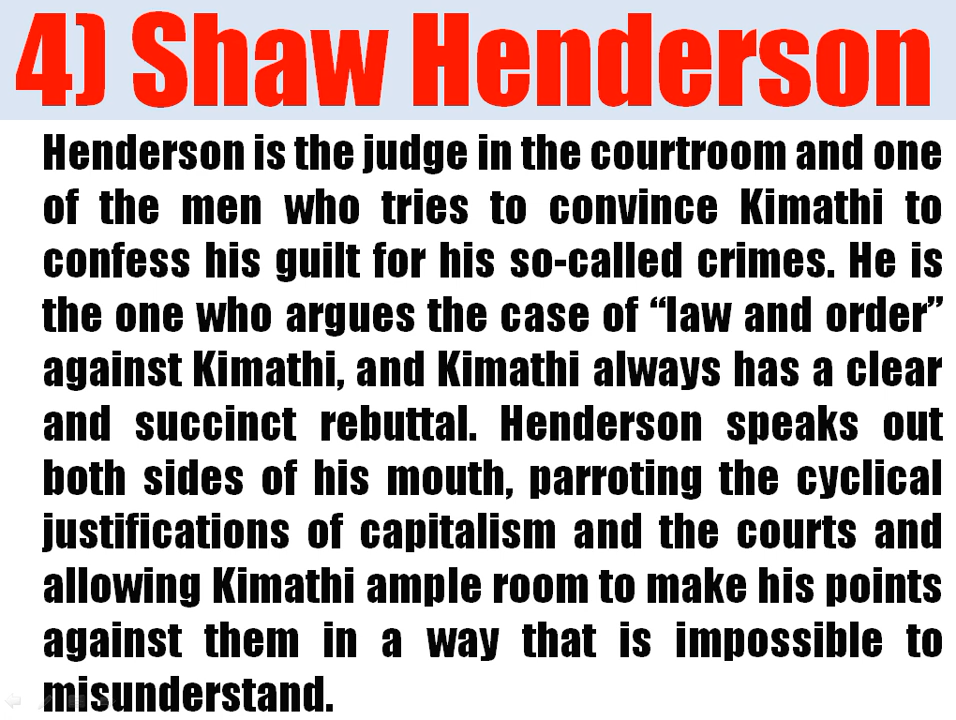 4) Shaw Henderson
Henderson is the judge in the courtroom and one
of the men who tries to convince Kimathi to
confess his guilt for his so-called crimes. He is
the one who argues the case of “law and order”
against Kimathi, and Kimathi always has a clear
and succinct rebuttal. Henderson speaks out
both sides of his mouth, parroting the cyclical
justifications of capitalism and the courts and
allowing Kimathi ample room to make his points
against them in a way that is impossible to
misunderstand.